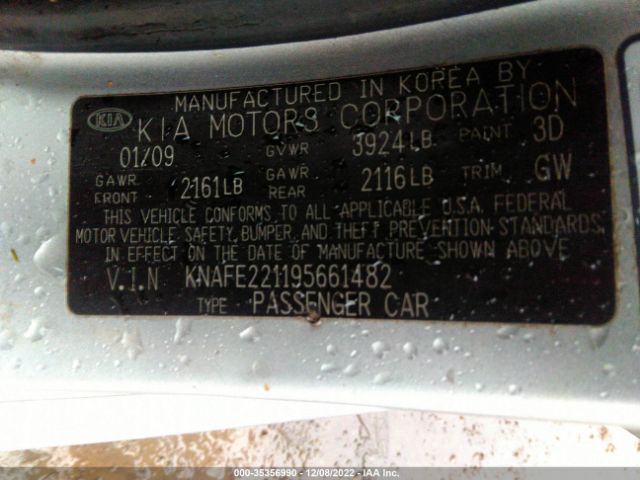 MANUFACTURED IN KOREA BY
KIA KIA MOTORS CORPORATION
01/09 GVWR 3924LB PAINT 3D
GAWR FRONT 2161LB GAWR REAR 2116LB TRIM GW
THIS VEHICLE CONFORMS TO ALL APPLICABLE U.S.A. FEDERAL
MOTOR VEHICLE SAFETY, BUMPER, AND THEFT PREVENTION STANDARDS
IN EFFECT ON THE DATE OF MANUFACTURE SHOWN ABOVE
V.I.N KNAFE221195661482
TYPE PASSENGER CAR
000-35356990 - 12/08/2022 - IAA Inc.